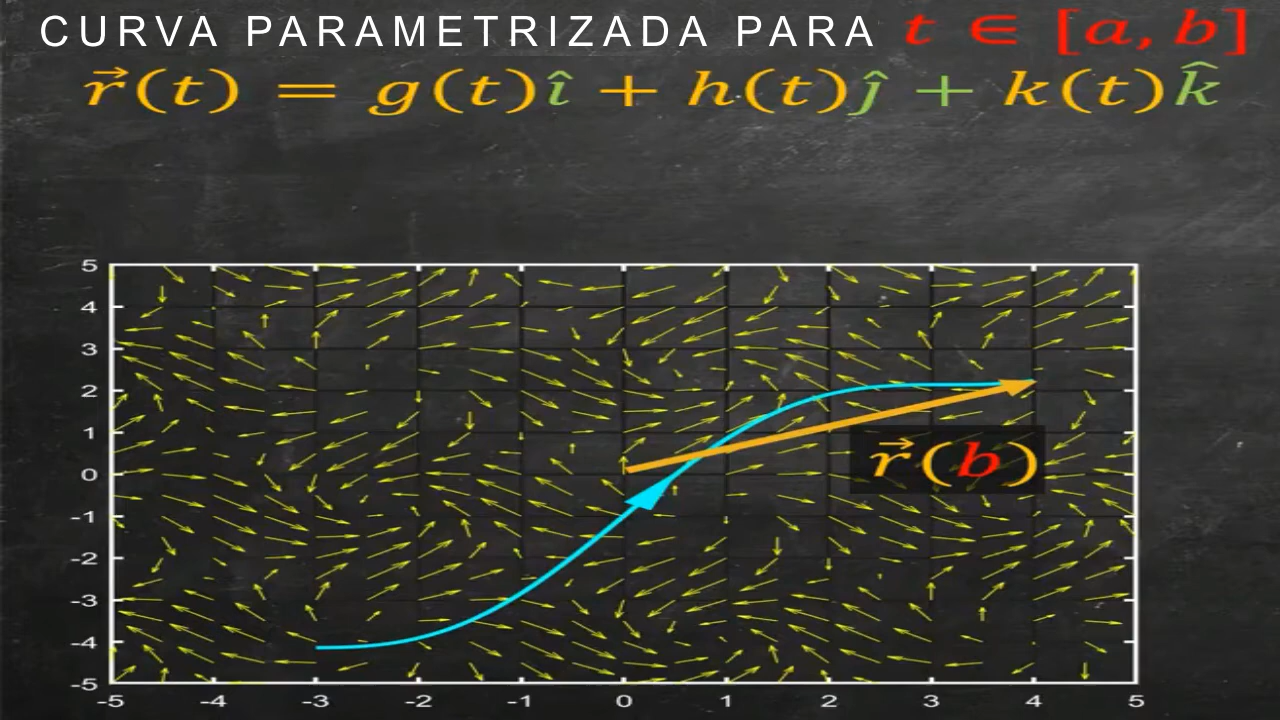 CURVA PARAMETRIZADA PARA t ∈ [a, b]
r⃗(t) = g(t)î + h(t)ĵ + k(t)k̂
5
4
3
2
1
0
-1
-2
-3
-4
-5
r⃗(b)
-5 -4 -3 -2 -1 0 1 2 3 4 5